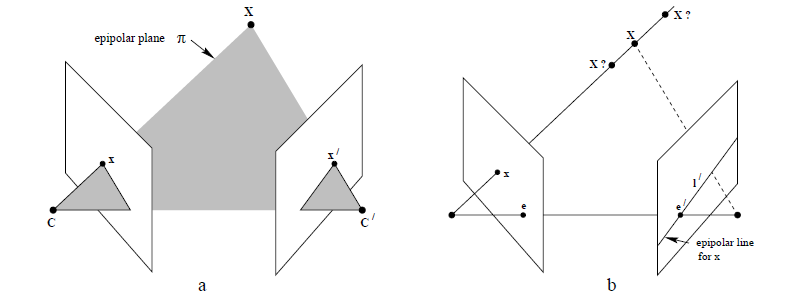 X
epipolar plane π
x
x /
C
C /
a
X ?
X
X ?
x
e
l /
e /
epipolar line
for x
b